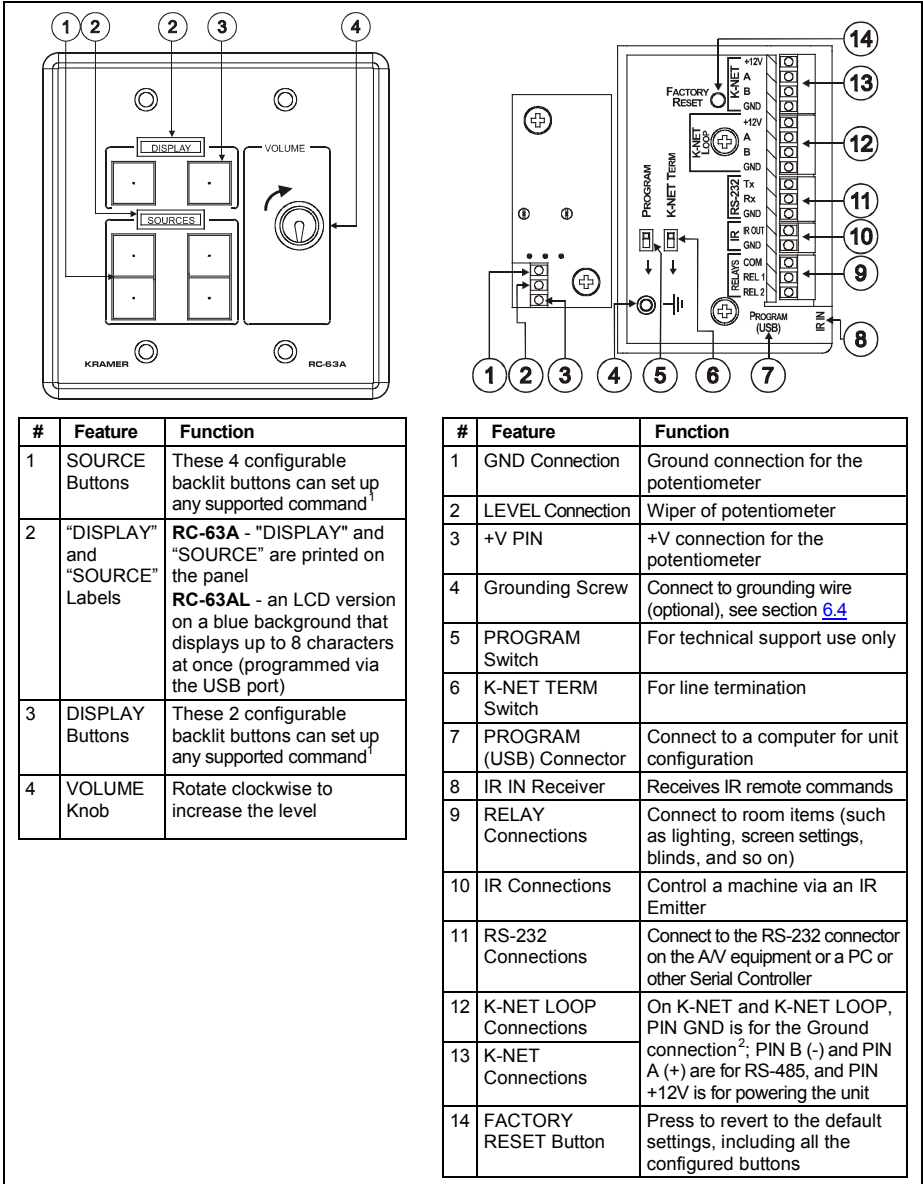 1 2 2 3 4
DISPLAY
VOLUME
SOURCES
KRAMER
RC-63A
14
FACTORY RESET
K-NET
+12V
A
B
GND
13
K-NET LOOP
+12V
A
B
GND
12
PROGRAM
K-NET TERM
RS-232
Tx
Rx
GND
11
IR
IR OUT
GND
10
RELAYS
COM
REL 1
REL 2
9
PROGRAM
(USB)
IR IN
8
1 2 3 4 5 6 7
# Feature Function
1 SOURCE Buttons These 4 configurable
backlit buttons can set up
any supported command1
2 “DISPLAY” and “SOURCE” Labels RC-63A - "DISPLAY" and
“SOURCE” are printed on
the panel
RC-63AL - an LCD version
on a blue background that
displays up to 8 characters
at once (programmed via
the USB port)
3 DISPLAY Buttons These 2 configurable
backlit buttons can set up
any supported command1
4 VOLUME Knob Rotate clockwise to
increase the level
# Feature Function
1 GND Connection Ground connection for the
potentiometer
2 LEVEL Connection Wiper of potentiometer
3 +V PIN +V connection for the
potentiometer
4 Grounding Screw Connect to grounding wire
(optional), see section 6.4
5 PROGRAM Switch For technical support use only
6 K-NET TERM Switch For line termination
7 PROGRAM (USB) Connector Connect to a computer for unit
configuration
8 IR IN Receiver Receives IR remote commands
9 RELAY Connections Connect to room items (such
as lighting, screen settings,
blinds, and so on)
10 IR Connections Control a machine via an IR
Emitter
11 RS-232 Connections Connect to the RS-232 connector
on the A/V equipment or a PC or
other Serial Controller
12 K-NET LOOP Connections
13 K-NET Connections
On K-NET and K-NET LOOP,
PIN GND is for the Ground
connection2; PIN B (-) and PIN
A (+) are for RS-485, and PIN
+12V is for powering the unit
14 FACTORY RESET Button Press to revert to the default
settings, including all the
configured buttons